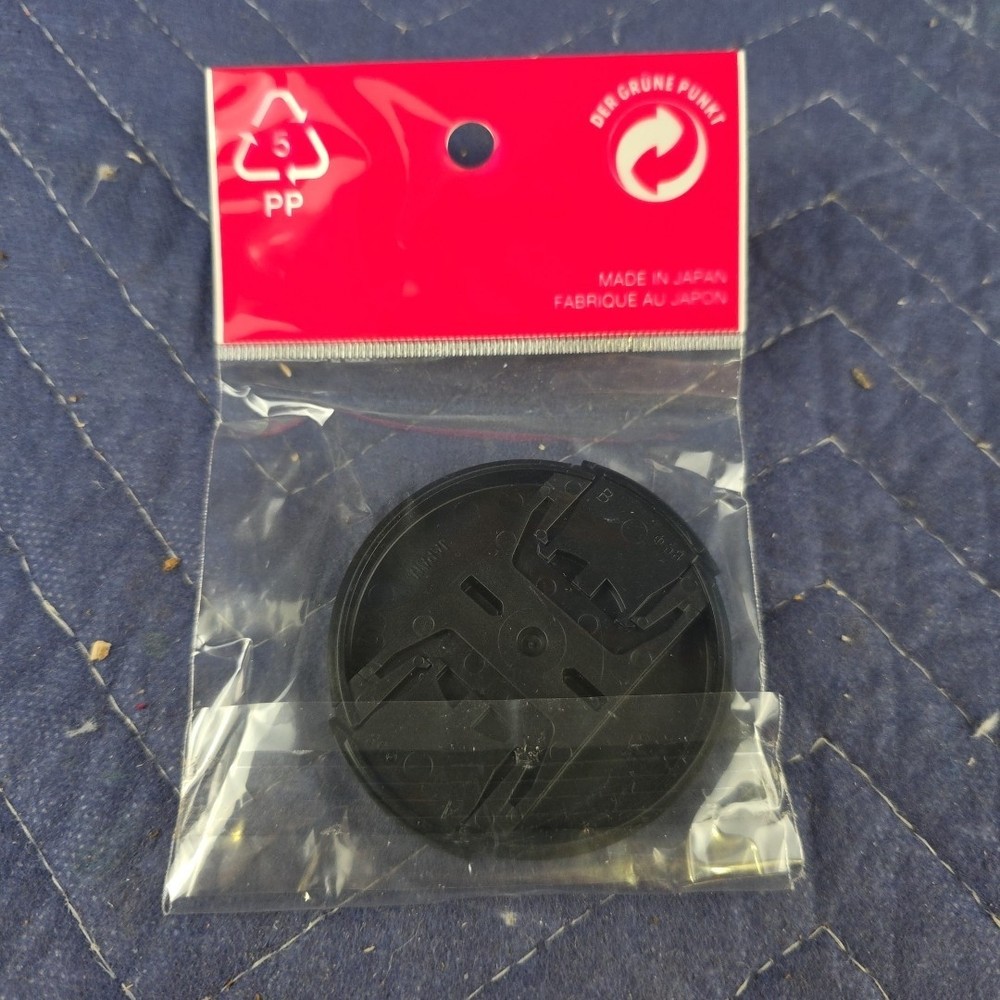 5
PP
DER GRÜNE PUNKT
MADE IN JAPAN
FABRIQUE AU JAPON
B